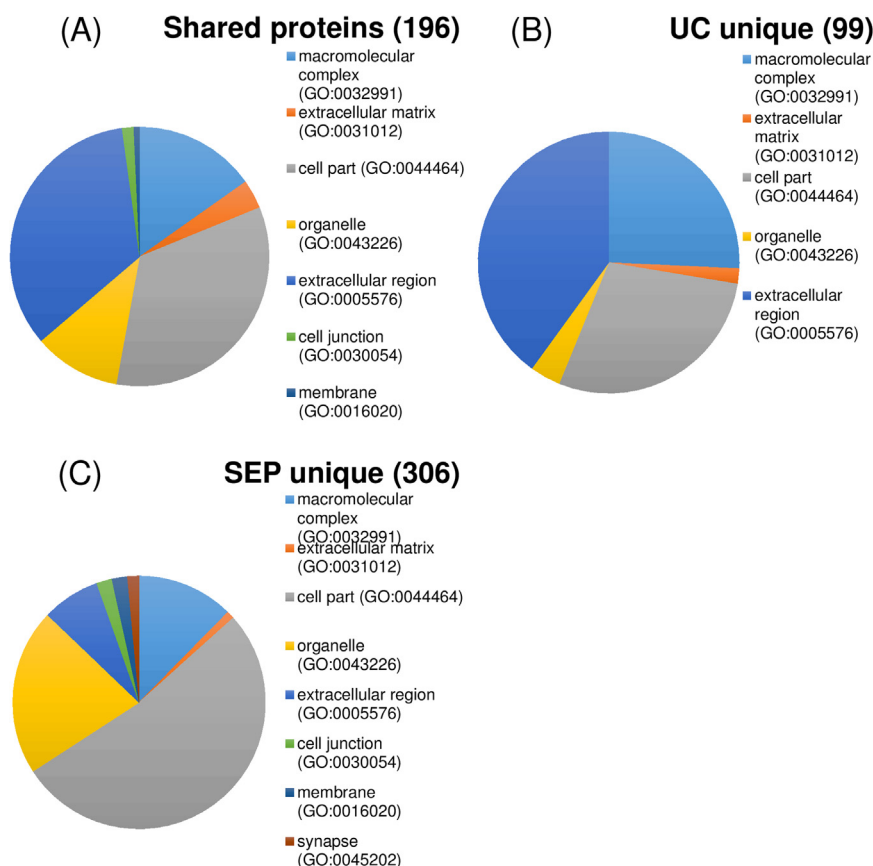 (A) Shared proteins (196)
macromolecular
complex
(GO:0032991)
extracellular matrix
(GO:0031012)
cell part (GO:0044464)
organelle
(GO:0043226)
extracellular region
(GO:0005576)
cell junction
(GO:0030054)
membrane
(GO:0016020)
(B) UC unique (99)
macromolecular
complex
(GO:0032991)
extracellular
matrix
(GO:0031012)
cell part
(GO:0044464)
organelle
(GO:0043226)
extracellular
region
(GO:0005576)
(C) SEP unique (306)
macromolecular
complex
(GO:0032991)
extracellular matrix
(GO:0031012)
cell part (GO:0044464)
organelle
(GO:0043226)
extracellular region
(GO:0005576)
cell junction
(GO:0030054)
membrane
(GO:0016020)
synapse
(GO:0045202)